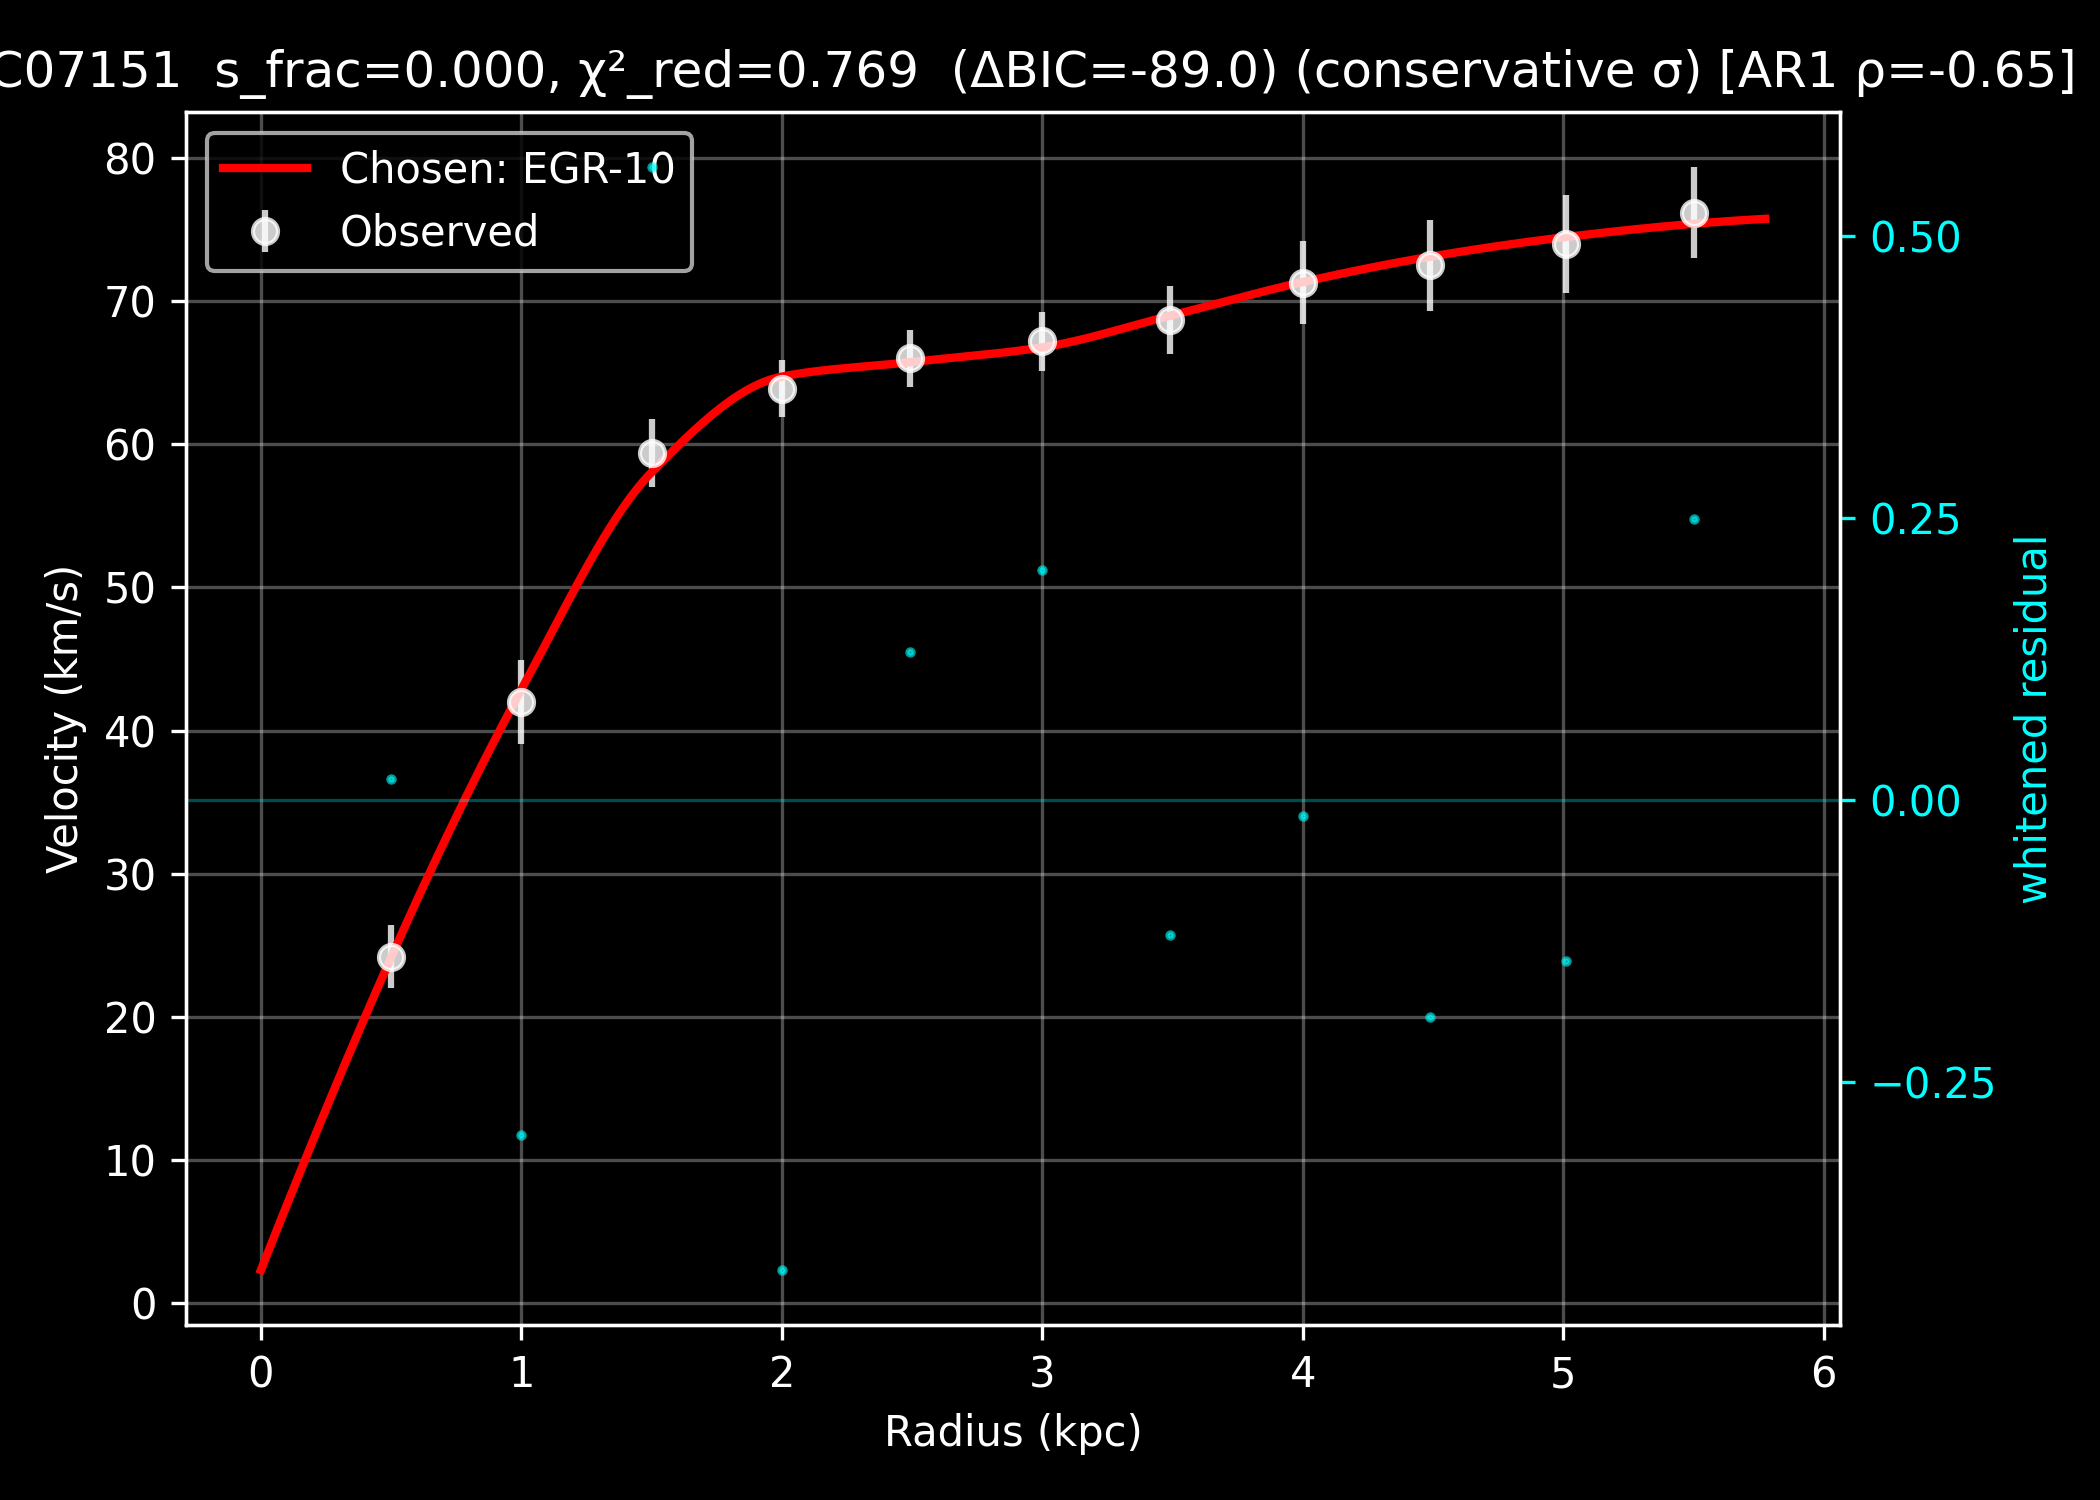 C07151 s_frac=0.000, χ²_red=0.769 (ΔBIC=-89.0) (conservative σ) [AR1 ρ=-0.65]
Chosen: EGR-10
Observed
80
70
60
50
40
30
20
10
0
Velocity (km/s)
0.50
0.25
0.00
−0.25
whitened residual
0 1 2 3 4 5 6
Radius (kpc)